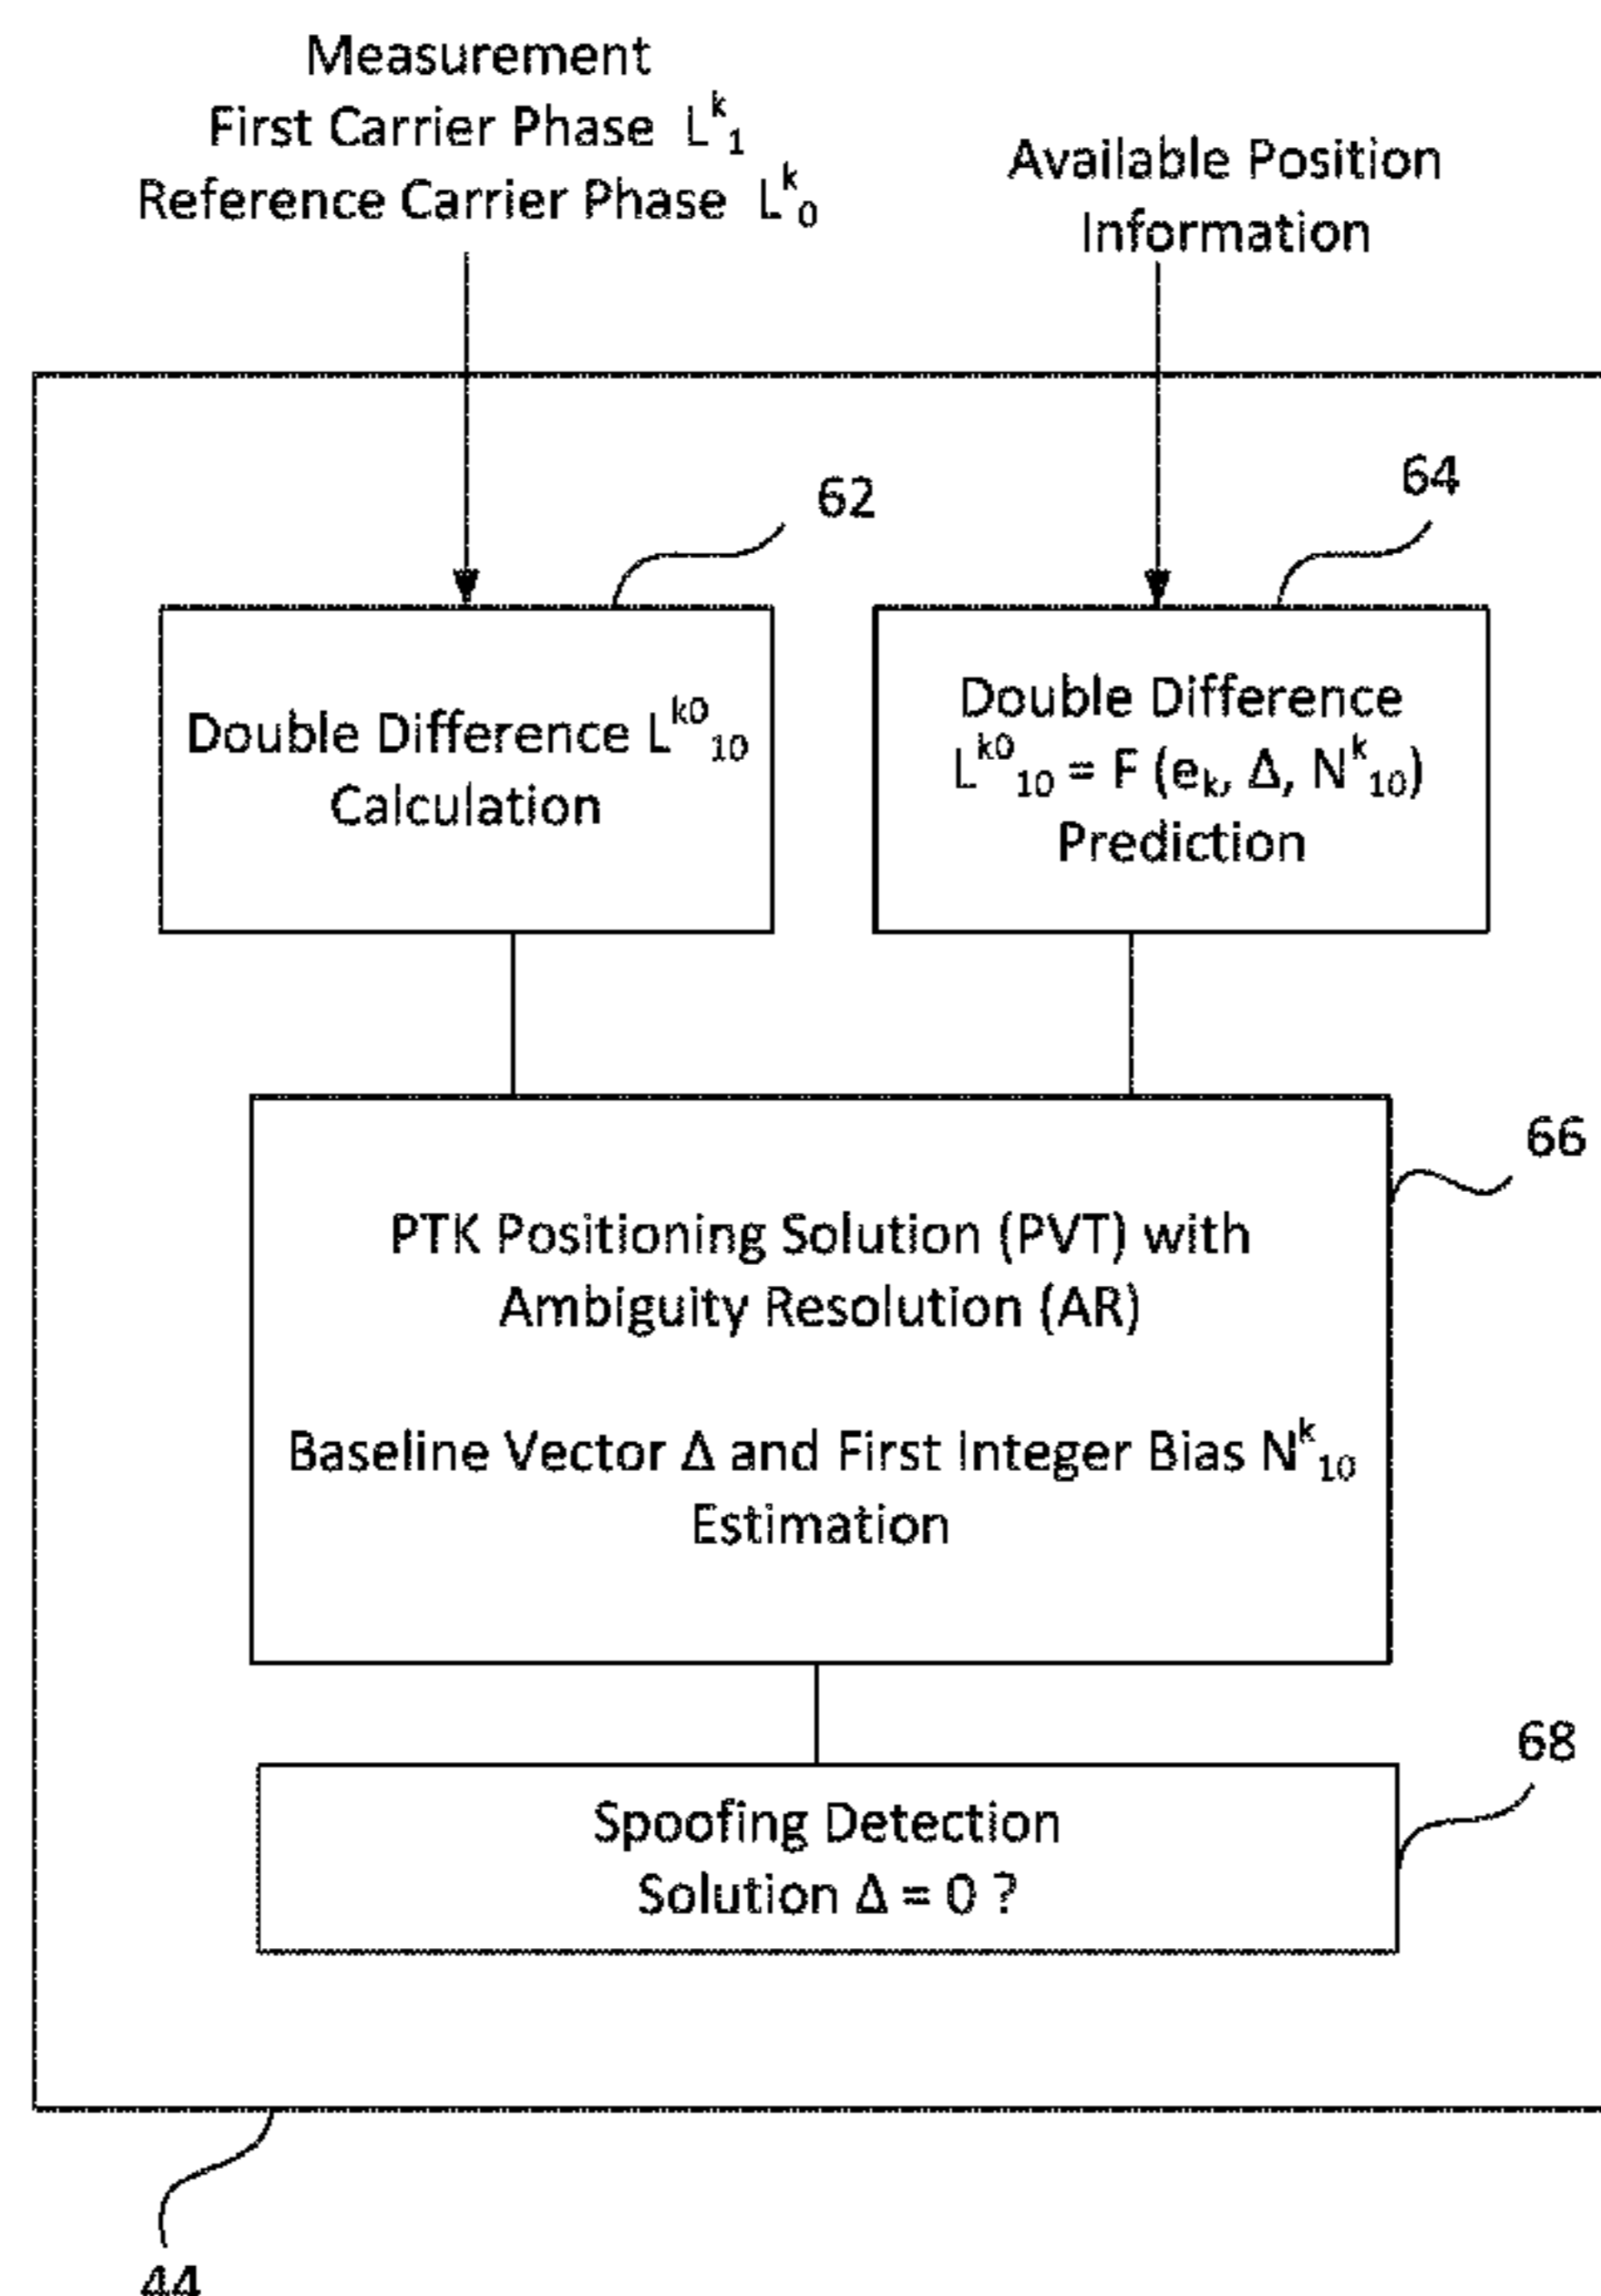 Measurement
First Carrier Phase L^k_1
Reference Carrier Phase L^k_0
Available Position
Information
62
64
Double Difference L^k0_10
Calculation
Double Difference
L^k0_10 = F (e_k, Δ, N^k_10)
Prediction
66
PTK Positioning Solution (PVT) with
Ambiguity Resolution (AR)
Baseline Vector Δ and First Integer Bias N^k_10
Estimation
68
Spoofing Detection
Solution Δ = 0 ?
44